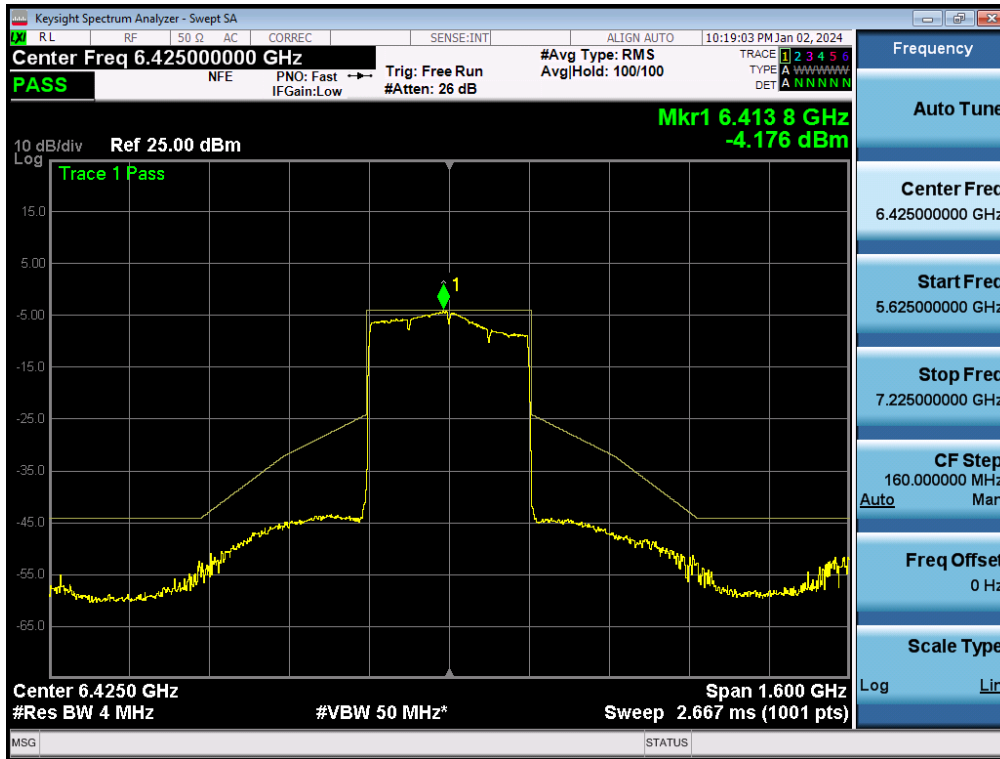 Keysight Spectrum Analyzer - Swept SA
LXI RL RF 50 Ω AC CORREC SENSE:INT ALIGN AUTO 10:19:03 PM Jan 02, 2024
Center Freq 6.425000000 GHz
PASS
NFE
PNO: Fast
IFGain:Low
Trig: Free Run
#Atten: 26 dB
#Avg Type: RMS
Avg|Hold: 100/100
TRACE 1 2 3 4 5 6
TYPE A WWWWW
DET A N N N N N
Mkr1 6.413 8 GHz
-4.176 dBm
10 dB/div Ref 25.00 dBm
Log
Trace 1 Pass
1
15.0
5.00
-5.00
-15.0
-25.0
-35.0
-45.0
-55.0
-65.0
Center 6.4250 GHz Span 1.600 GHz
#Res BW 4 MHz #VBW 50 MHz* Sweep 2.667 ms (1001 pts)
MSG STATUS
Frequency
Auto Tune
Center Freq
6.425000000 GHz
Start Freq
5.625000000 GHz
Stop Freq
7.225000000 GHz
CF Step
160.000000 MHz
Auto Man
Freq Offset
0 Hz
Scale Type
Log Lin